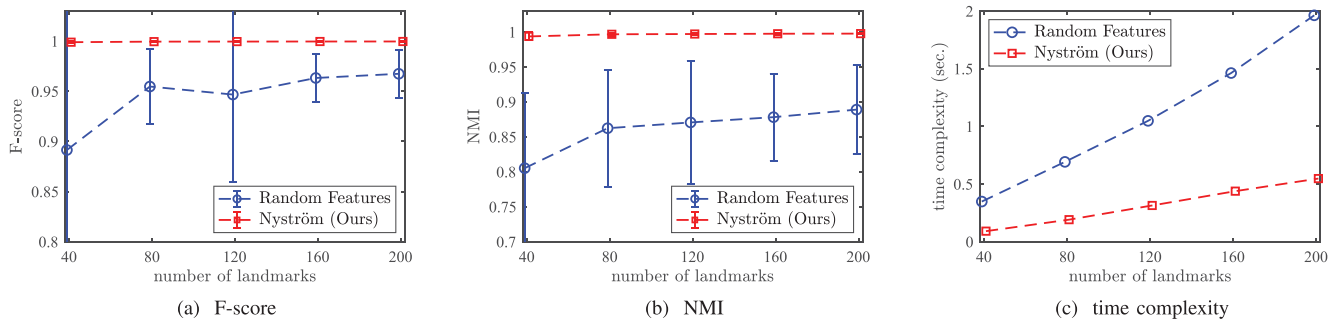 F-score
1
0.95
0.9
0.85
0.8
40
80
120
160
200
number of landmarks
Random Features
Nyström (Ours)
(a) F-score
NMI
1
0.95
0.9
0.85
0.8
0.75
0.7
40
80
120
160
200
number of landmarks
Random Features
Nyström (Ours)
(b) NMI
time complexity (sec.)
2
1.5
1
0.5
0
40
80
120
160
200
number of landmarks
Random Features
Nyström (Ours)
(c) time complexity